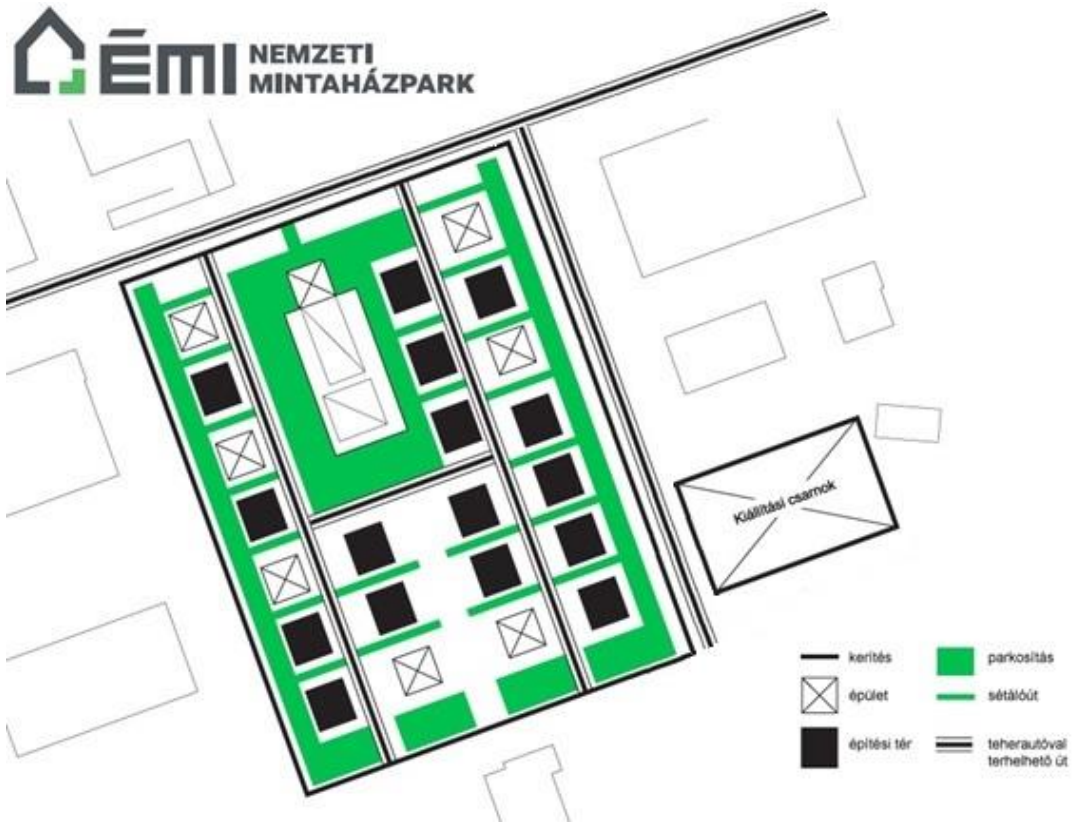 ÉMI NEMZETI
MINTAHÁZPARK
Kiállítási csarnok
kerítés
parkosítás
épület
sétálóút
építési tér
teherautóval
terhelhető út